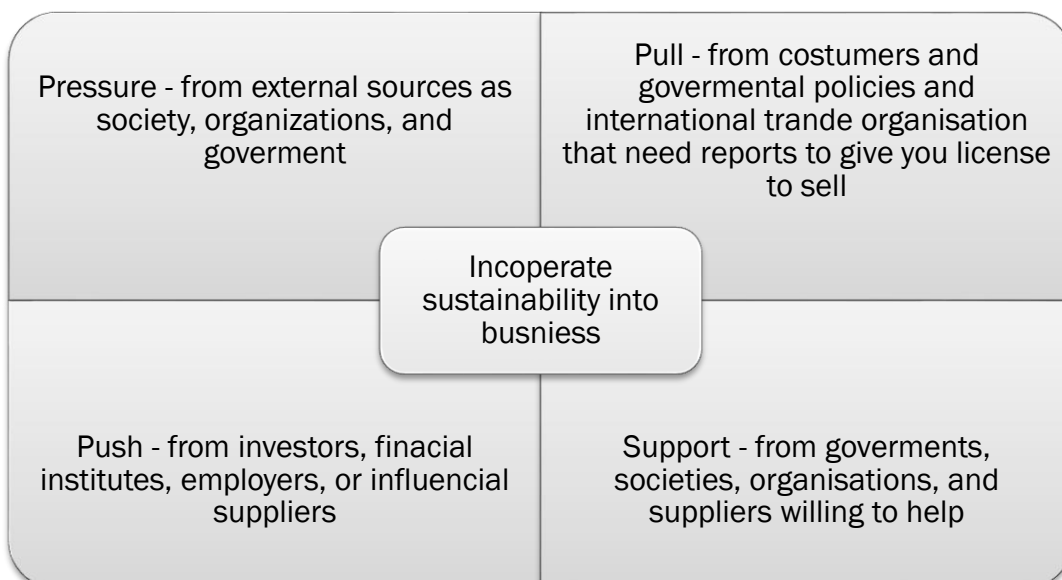 Pressure - from external sources as
society, organizations, and
goverment
Pull - from costumers and
govermental policies and
international trande organisation
that need reports to give you license
to sell
Incoperate
sustainability into
busniess
Push - from investors, finacial
institutes, employers, or influencial
suppliers
Support - from goverments,
societies, organisations, and
suppliers willing to help